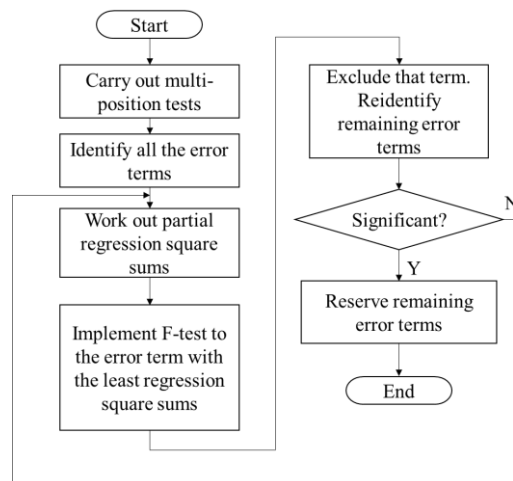 Start
Carry out multi-
position tests
Identify all the error
terms
Work out partial
regression square
sums
Implement F-test to
the error term with
the least regression
square sums
Exclude that term.
Reidentify
remaining error
terms
Significant?
N
Y
Reserve remaining
error terms
End